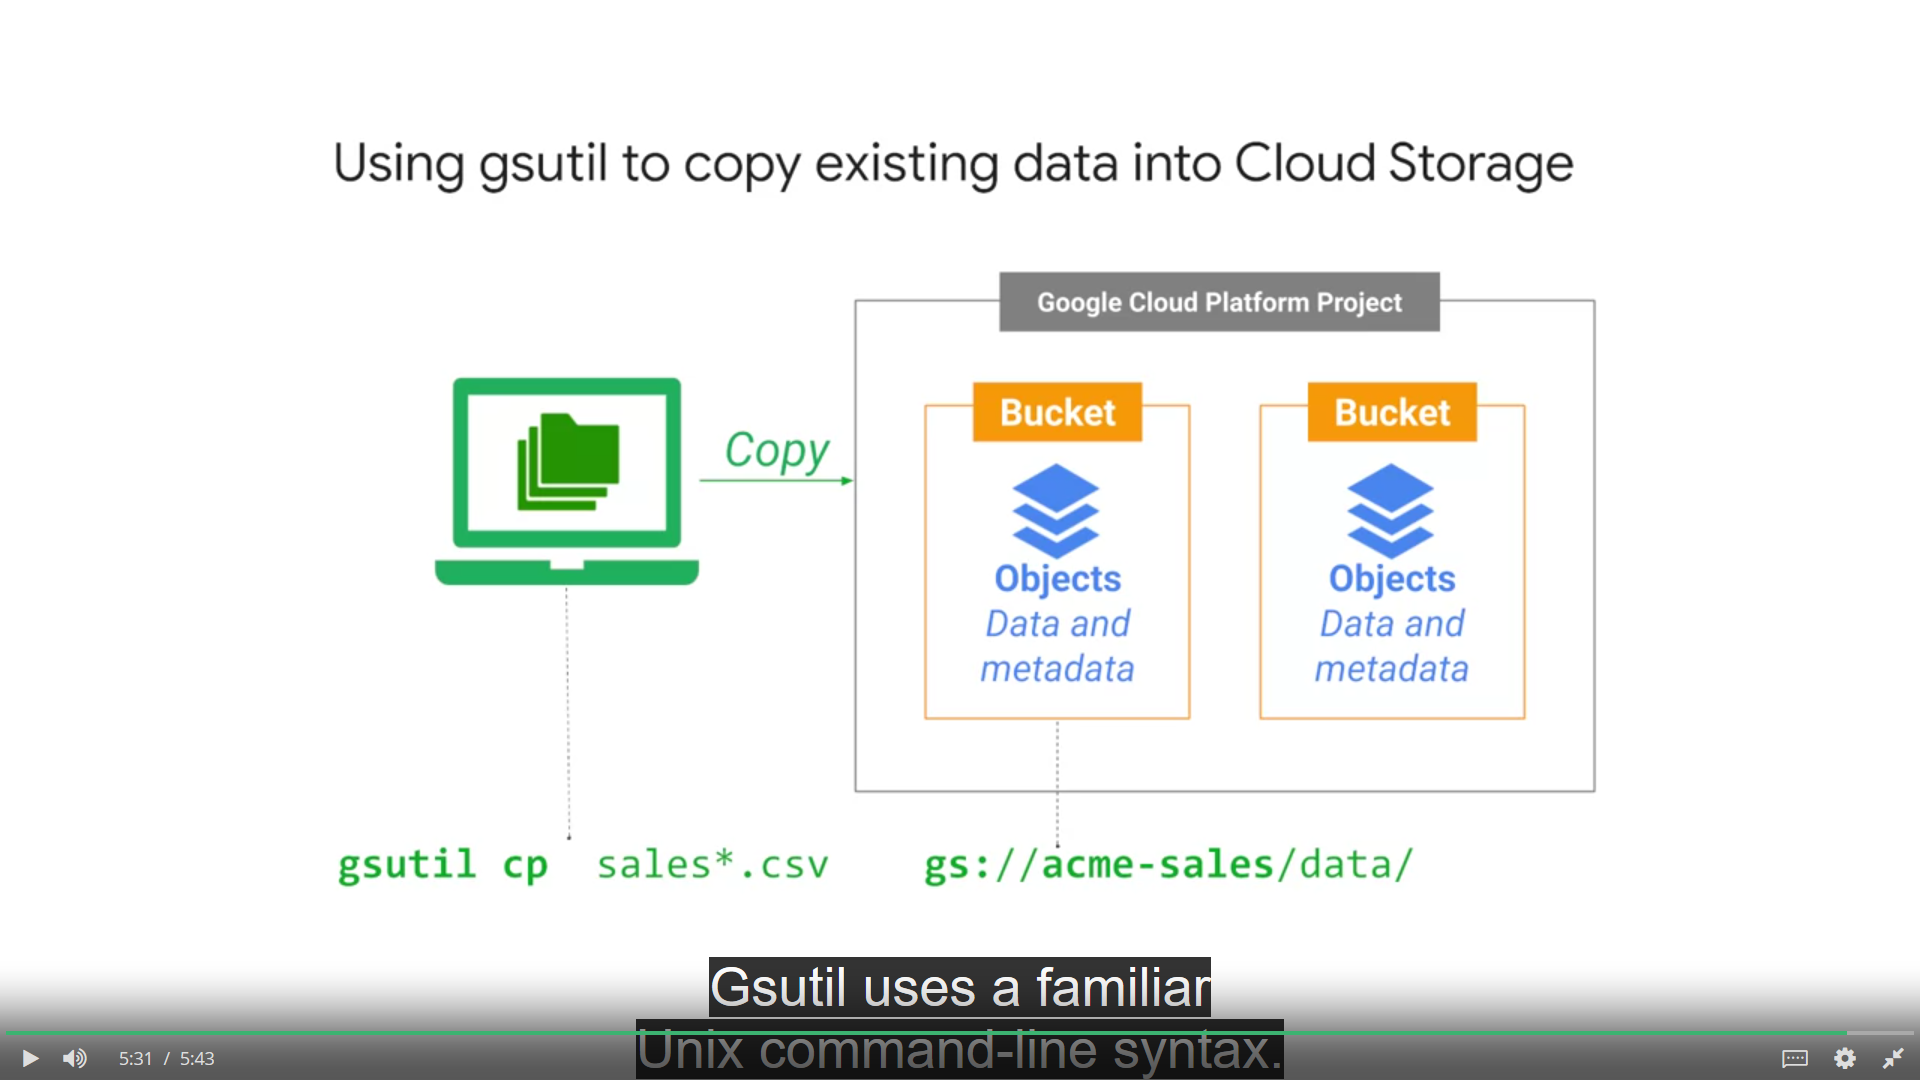 Using gsutil to copy existing data into Cloud Storage
Google Cloud Platform Project
Copy
Bucket
Objects
Data and
metadata
Bucket
Objects
Data and
metadata
gsutil cp sales*.csv gs://acme-sales/data/
Gsutil uses a familiar
Unix command-line syntax.
5:31 / 5:43